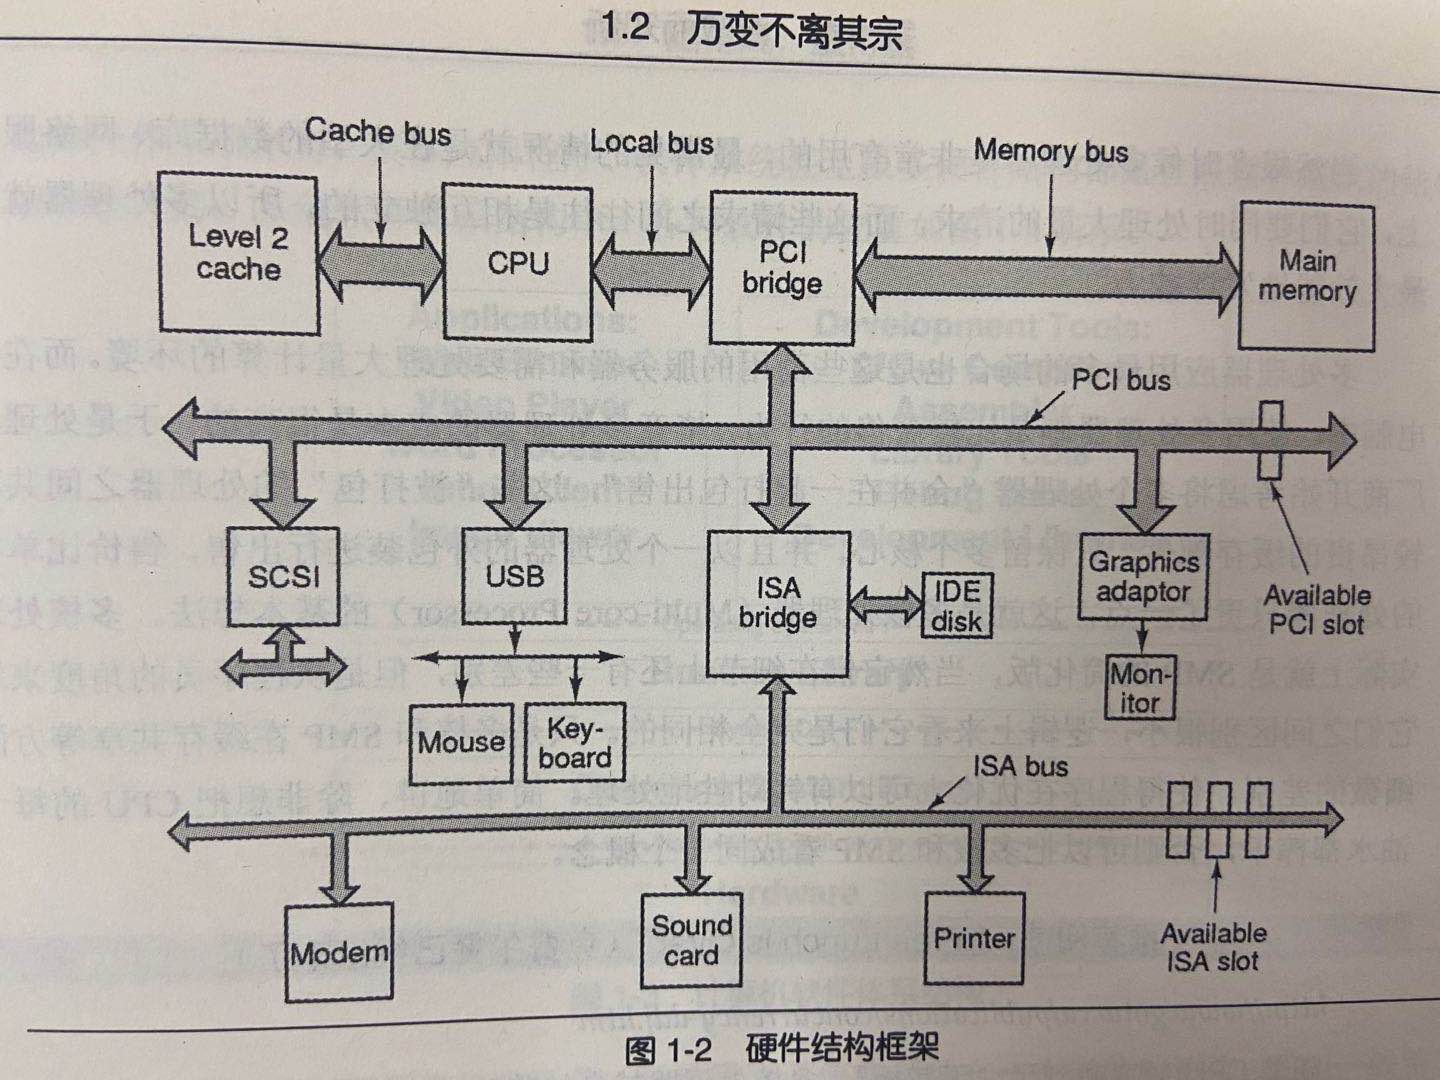 1.2 万变不离其宗
Cache bus
Local bus
Memory bus
Level 2
cache
CPU
PCI
bridge
Main
memory
PCI bus
SCSI
USB
ISA
bridge
IDE
disk
Graphics
adaptor
Available
PCI slot
Mouse
Key-
board
Mon-
itor
ISA bus
Modem
Sound
card
Printer
Available
ISA slot
图 1-2 硬件结构框架